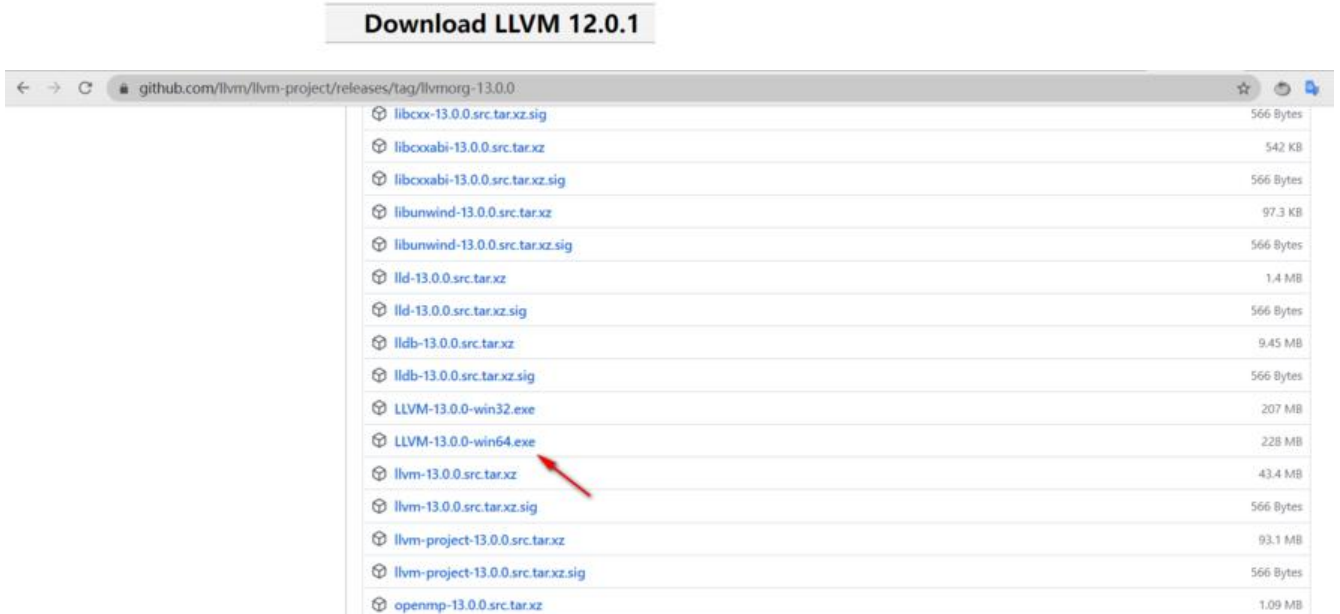 Download LLVM 12.0.1
github.com/llvm/llvm-project/releases/tag/llvmorg-13.0.0
libcxx-13.0.0.src.tar.xz.sig 566 Bytes
libcxxabi-13.0.0.src.tar.xz 542 KB
libcxxabi-13.0.0.src.tar.xz.sig 566 Bytes
libunwind-13.0.0.src.tar.xz 97.3 KB
libunwind-13.0.0.src.tar.xz.sig 566 Bytes
lld-13.0.0.src.tar.xz 1.4 MB
lld-13.0.0.src.tar.xz.sig 566 Bytes
lldb-13.0.0.src.tar.xz 9.45 MB
lldb-13.0.0.src.tar.xz.sig 566 Bytes
LLVM-13.0.0-win32.exe 207 MB
LLVM-13.0.0-win64.exe 228 MB
llvm-13.0.0.src.tar.xz 43.4 MB
llvm-13.0.0.src.tar.xz.sig 566 Bytes
llvm-project-13.0.0.src.tar.xz 93.1 MB
llvm-project-13.0.0.src.tar.xz.sig 566 Bytes
openmp-13.0.0.src.tar.xz 1.09 MB